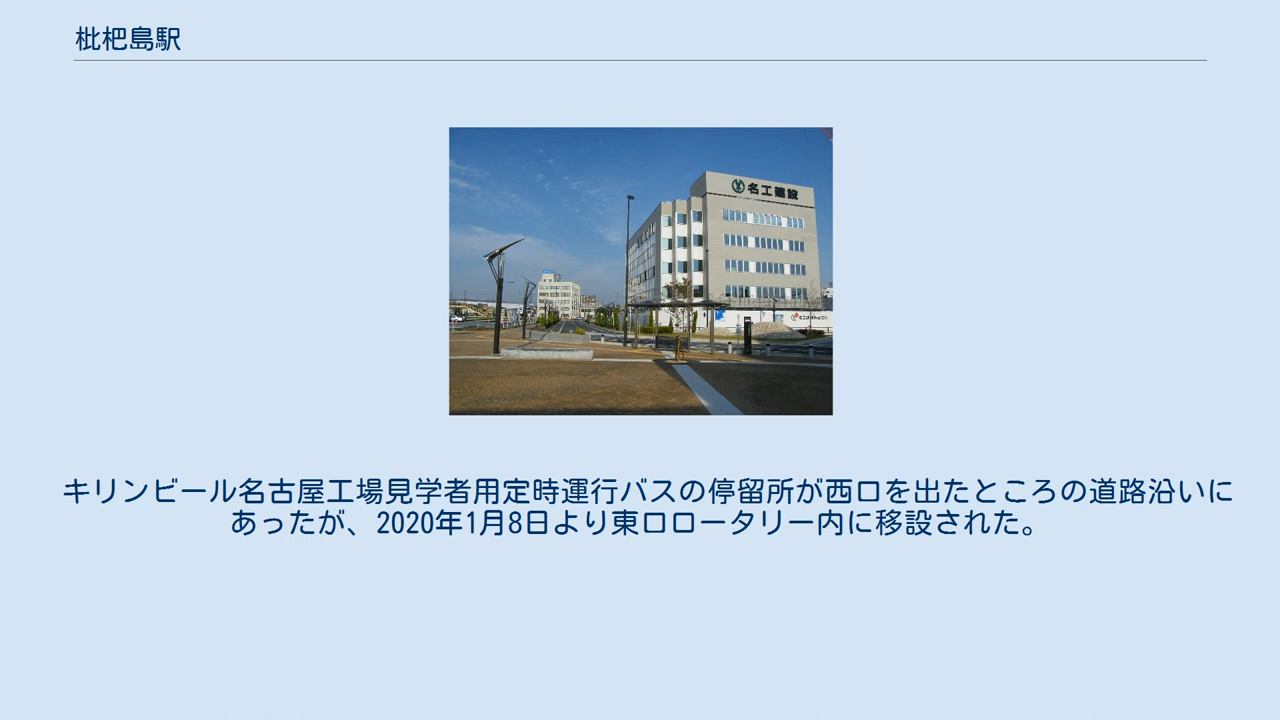 枇杷島駅
名工建設
キリンビール名古屋工場見学者用定時運行バスの停留所が西口を出たところの道路沿いに
あったが、2020年1月8日より東口ロータリー内に移設された。